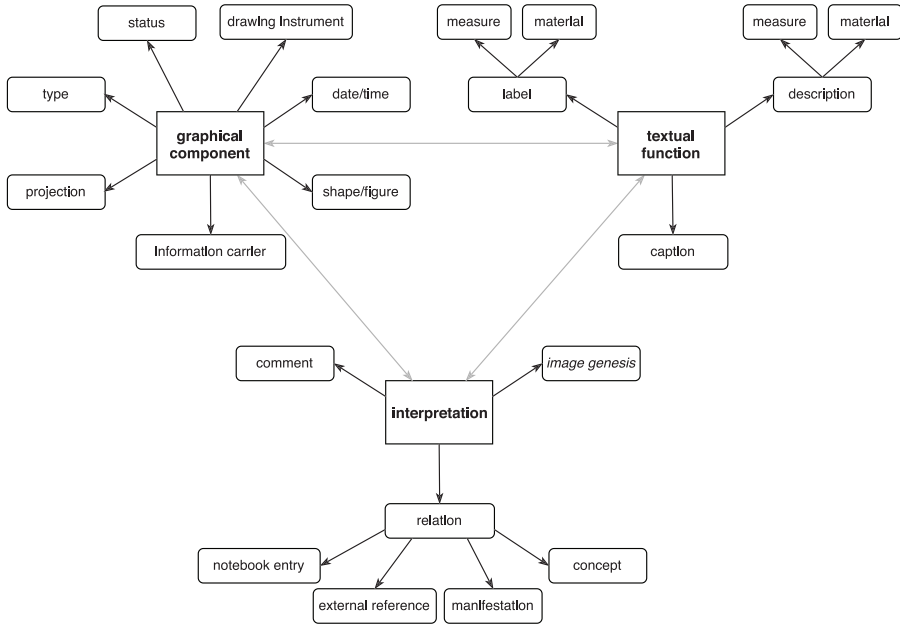 status
drawing instrument
measure
material
measure
material
type
date/time
label
description
graphical
component
textual
function
projection
shape/figure
information carrier
caption
comment
image genesis
interpretation
relation
notebook entry
concept
external reference
manifestation